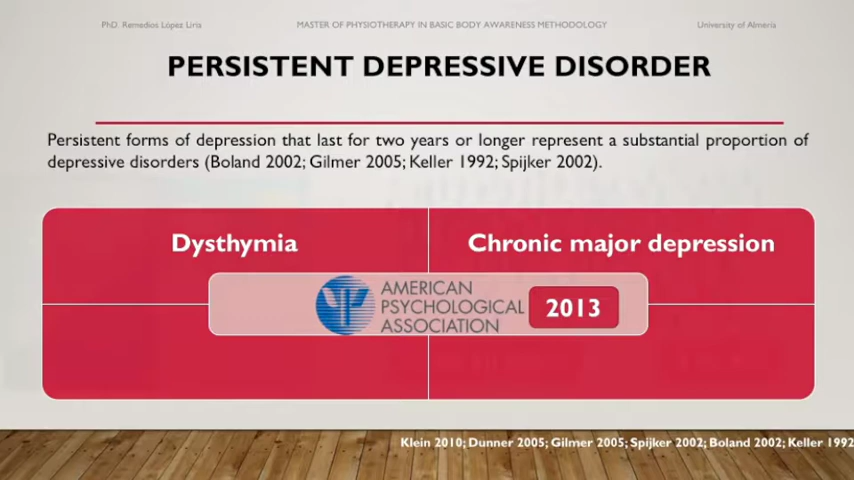 PhD. Remedios López Liria
MASTER OF PHYSIOTHERAPY IN BASIC BODY AWARENESS METHODOLOGY
University of Almería
PERSISTENT DEPRESSIVE DISORDER
Persistent forms of depression that last for two years or longer represent a substantial proportion of
depressive disorders (Boland 2002; Gilmer 2005; Keller 1992; Spijker 2002).
Dysthymia
Chronic major depression
AMERICAN
PSYCHOLOGICAL
ASSOCIATION
2013
Klein 2010; Dunner 2005; Gilmer 2005; Spijker 2002; Boland 2002; Keller 1992